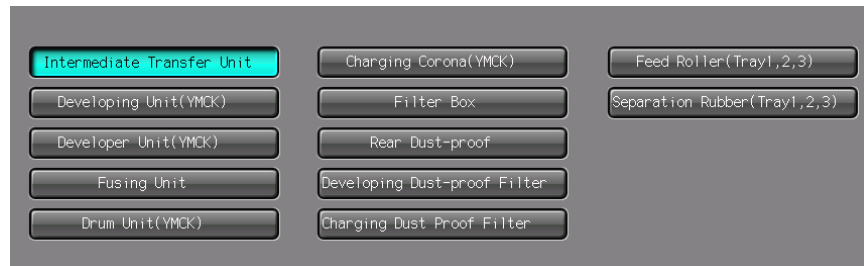 Intermediate Transfer Unit
Developing Unit(YMCK)
Developer Unit(YMCK)
Fusing Unit
Drum Unit(YMCK)
Charging Corona(YMCK)
Filter Box
Rear Dust-proof
Developing Dust-proof Filter
Charging Dust Proof Filter
Feed Roller(Tray1,2,3)
Separation Rubber(Tray1,2,3)